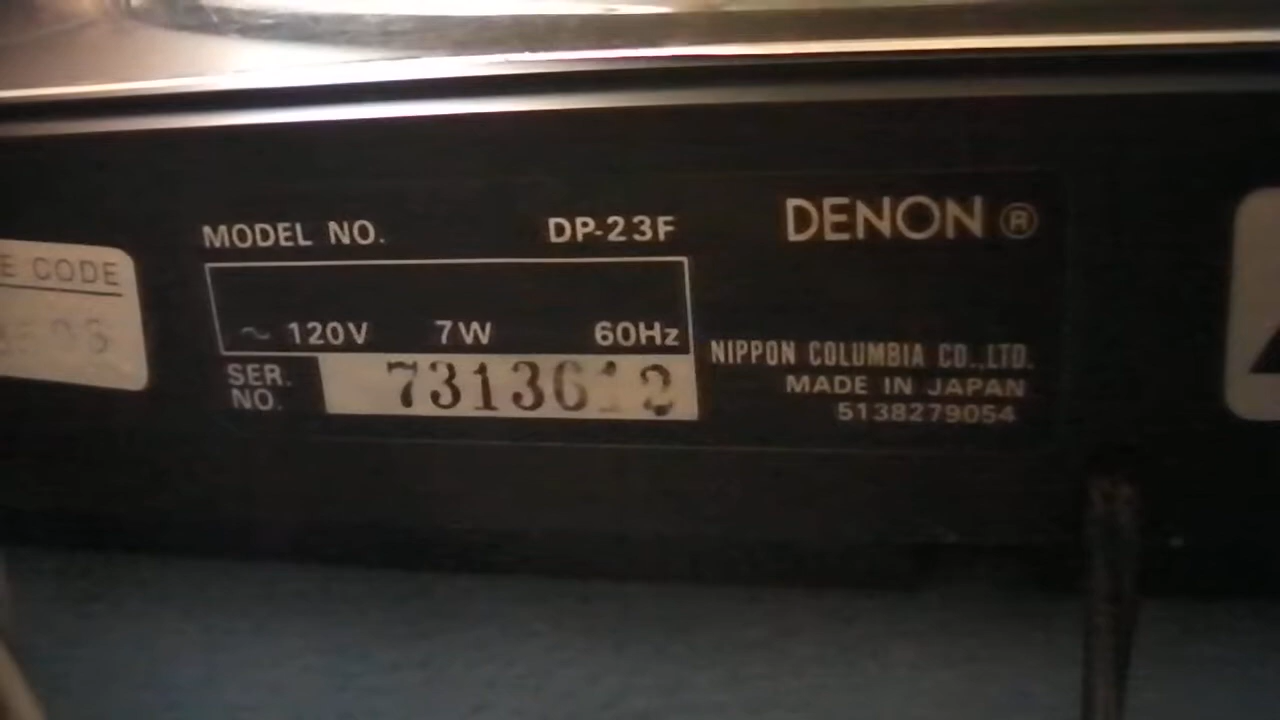 MODEL NO. DP-23F
DENON ®
E CODE
~ 120V 7W 60Hz
SER.
NO.
7313612
NIPPON COLUMBIA CO.,LTD.
MADE IN JAPAN
5138279054